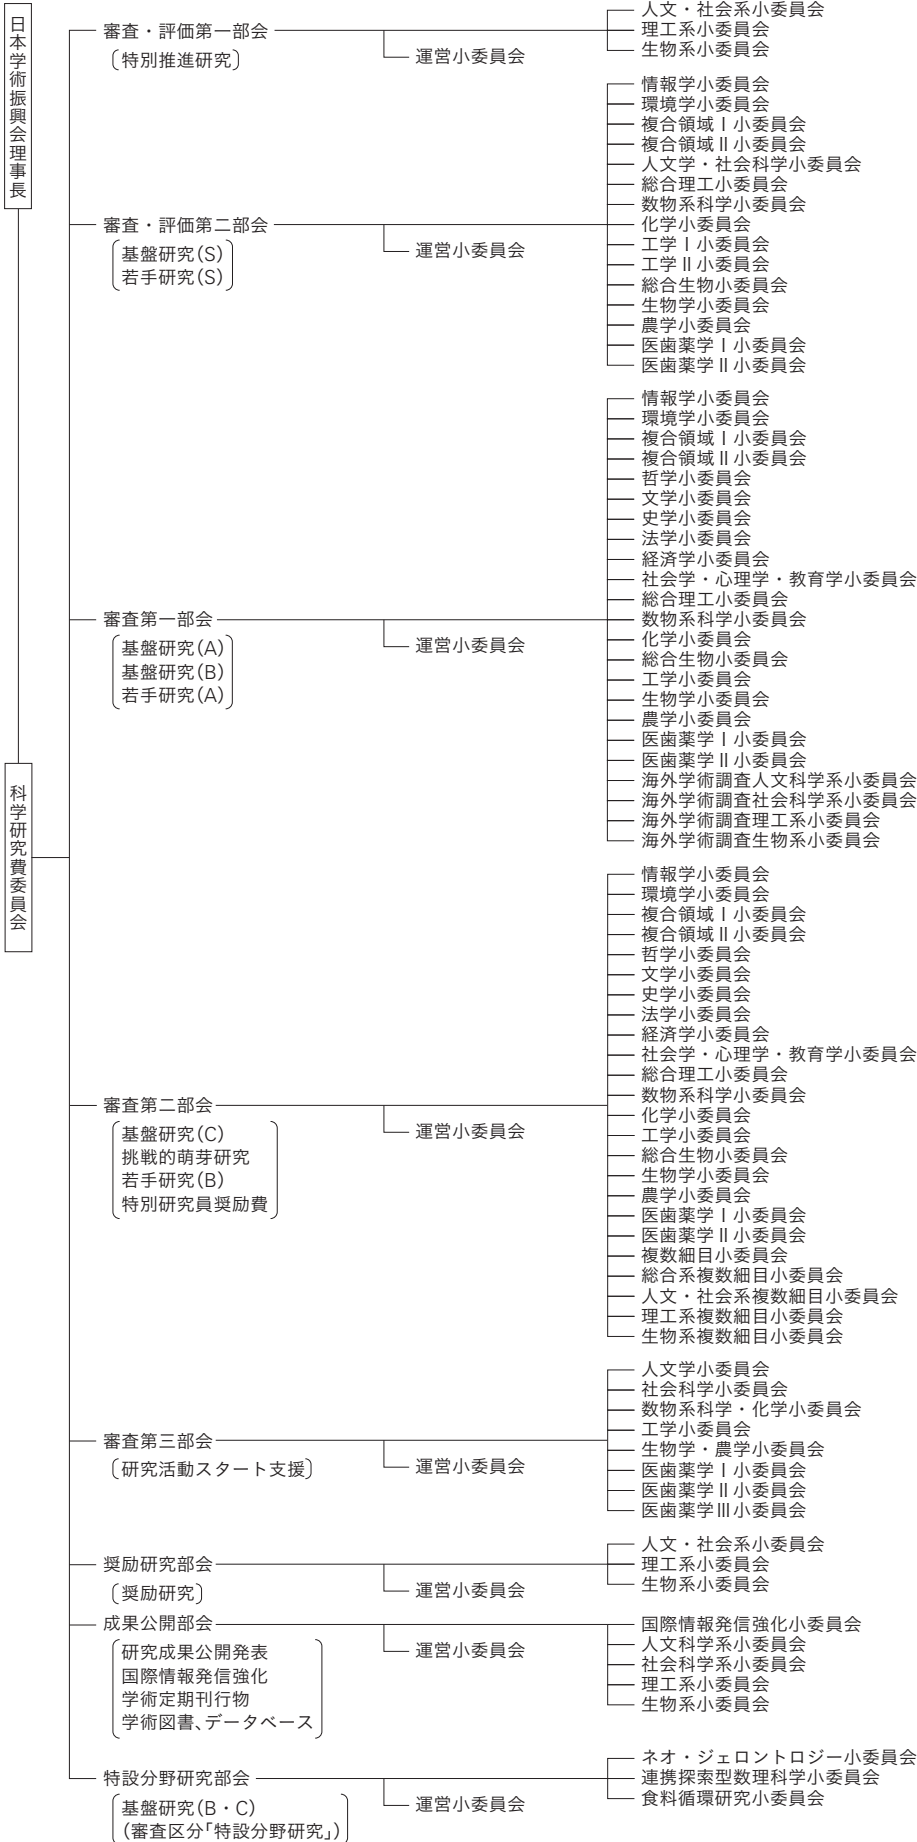 日本学術振興会理事長
科学研究費委員会
審査・評価第一部会
〔特別推進研究〕
運営小委員会
人文・社会系小委員会
理工系小委員会
生物系小委員会
審査・評価第二部会
基盤研究(S)
若手研究(S)
運営小委員会
情報学小委員会
環境学小委員会
複合領域Ⅰ小委員会
複合領域Ⅱ小委員会
人文学・社会科学小委員会
総合理工小委員会
数物系科学小委員会
化学小委員会
工学Ⅰ小委員会
工学Ⅱ小委員会
総合生物小委員会
生物学小委員会
農学小委員会
医歯薬学Ⅰ小委員会
医歯薬学Ⅱ小委員会
審査第一部会
基盤研究(A)
基盤研究(B)
若手研究(A)
運営小委員会
情報学小委員会
環境学小委員会
複合領域Ⅰ小委員会
複合領域Ⅱ小委員会
哲学小委員会
文学小委員会
史学小委員会
法学小委員会
経済学小委員会
社会学・心理学・教育学小委員会
総合理工小委員会
数物系科学小委員会
化学小委員会
総合生物小委員会
工学小委員会
生物学小委員会
農学小委員会
医歯薬学Ⅰ小委員会
医歯薬学Ⅱ小委員会
海外学術調査人文科学系小委員会
海外学術調査社会科学系小委員会
海外学術調査理工系小委員会
海外学術調査生物系小委員会
審査第二部会
基盤研究(C)
挑戦的萌芽研究
若手研究(B)
特別研究員奨励費
運営小委員会
情報学小委員会
環境学小委員会
複合領域Ⅰ小委員会
複合領域Ⅱ小委員会
哲学小委員会
文学小委員会
史学小委員会
法学小委員会
経済学小委員会
社会学・心理学・教育学小委員会
総合理工小委員会
数物系科学小委員会
化学小委員会
工学小委員会
総合生物小委員会
生物学小委員会
農学小委員会
医歯薬学Ⅰ小委員会
医歯薬学Ⅱ小委員会
複数細目小委員会
総合系複数細目小委員会
人文・社会系複数細目小委員会
理工系複数細目小委員会
生物系複数細目小委員会
審査第三部会
〔研究活動スタート支援〕
運営小委員会
人文学小委員会
社会科学小委員会
数物系科学・化学小委員会
工学小委員会
生物学・農学小委員会
医歯薬学Ⅰ小委員会
医歯薬学Ⅱ小委員会
医歯薬学Ⅲ小委員会
奨励研究部会
〔奨励研究〕
運営小委員会
人文・社会系小委員会
理工系小委員会
生物系小委員会
成果公開部会
研究成果公開発表
国際情報発信強化
学術定期刊行物
学術図書、データベース
運営小委員会
国際情報発信強化小委員会
人文科学系小委員会
社会科学系小委員会
理工系小委員会
生物系小委員会
特設分野研究部会
基盤研究(B・C)
(審査区分「特設分野研究」)
運営小委員会
ネオ・ジェロントロジー小委員会
連携探索型数理科学小委員会
食料循環研究小委員会